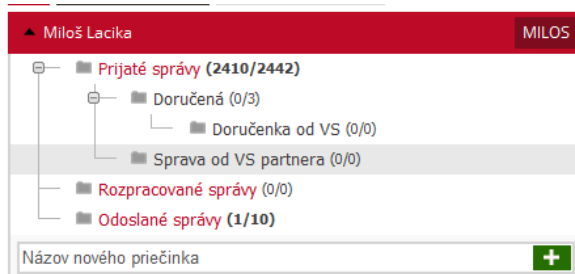 Miloš Lacika MILOS
Prijaté správy (2410/2442)
Doručená (0/3)
Doručenka od VS (0/0)
Sprava od VS partnera (0/0)
Rozpracované správy (0/0)
Odoslané správy (1/10)
Názov nového priečinka